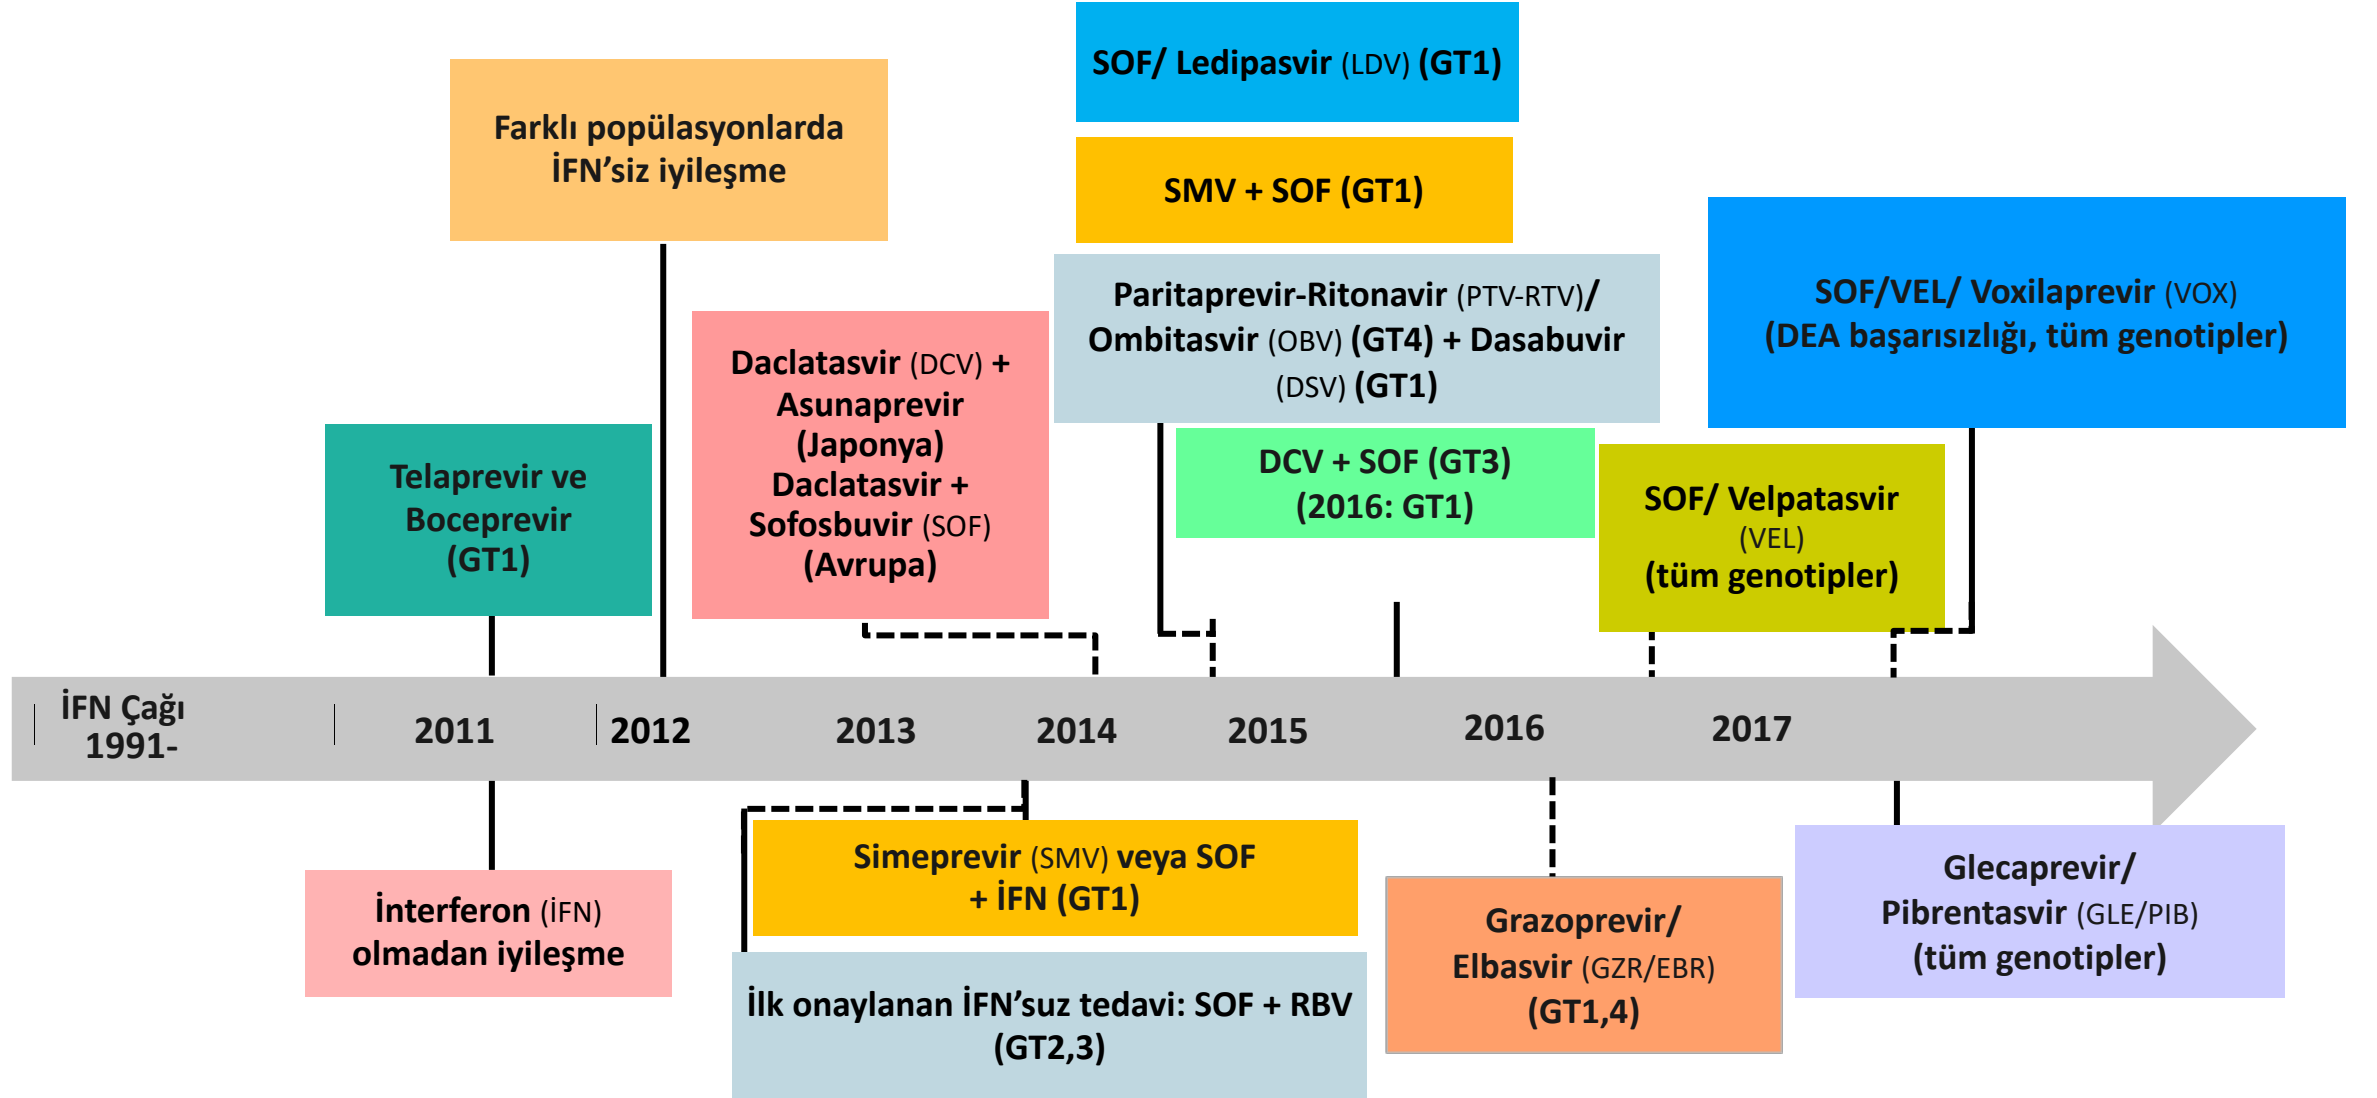 SOF/ Ledipasvir (LDV) (GT1)
Farklı popülasyonlarda
İFN’siz iyileşme
SMV + SOF (GT1)
Paritaprevir-Ritonavir (PTV-RTV)/
Ombitasvir (OBV) (GT4) + Dasabuvir
(DSV) (GT1)
SOF/VEL/ Voxilaprevir (VOX)
(DEA başarısızlığı, tüm genotipler)
Daclatasvir (DCV) +
Asunaprevir
(Japonya)
Daclatasvir +
Sofosbuvir (SOF)
(Avrupa)
Telaprevir ve
Boceprevir
(GT1)
DCV + SOF (GT3)
(2016: GT1)
SOF/ Velpatasvir
(VEL)
(tüm genotipler)
İFN Çağı
1991-
2011
2012
2013
2014
2015
2016
2017
Simeprevir (SMV) veya SOF
+ İFN (GT1)
İnterferon (İFN)
olmadan iyileşme
İlk onaylanan İFN’suz tedavi: SOF + RBV
(GT2,3)
Grazoprevir/
Elbasvir (GZR/EBR)
(GT1,4)
Glecaprevir/
Pibrentasvir (GLE/PIB)
(tüm genotipler)